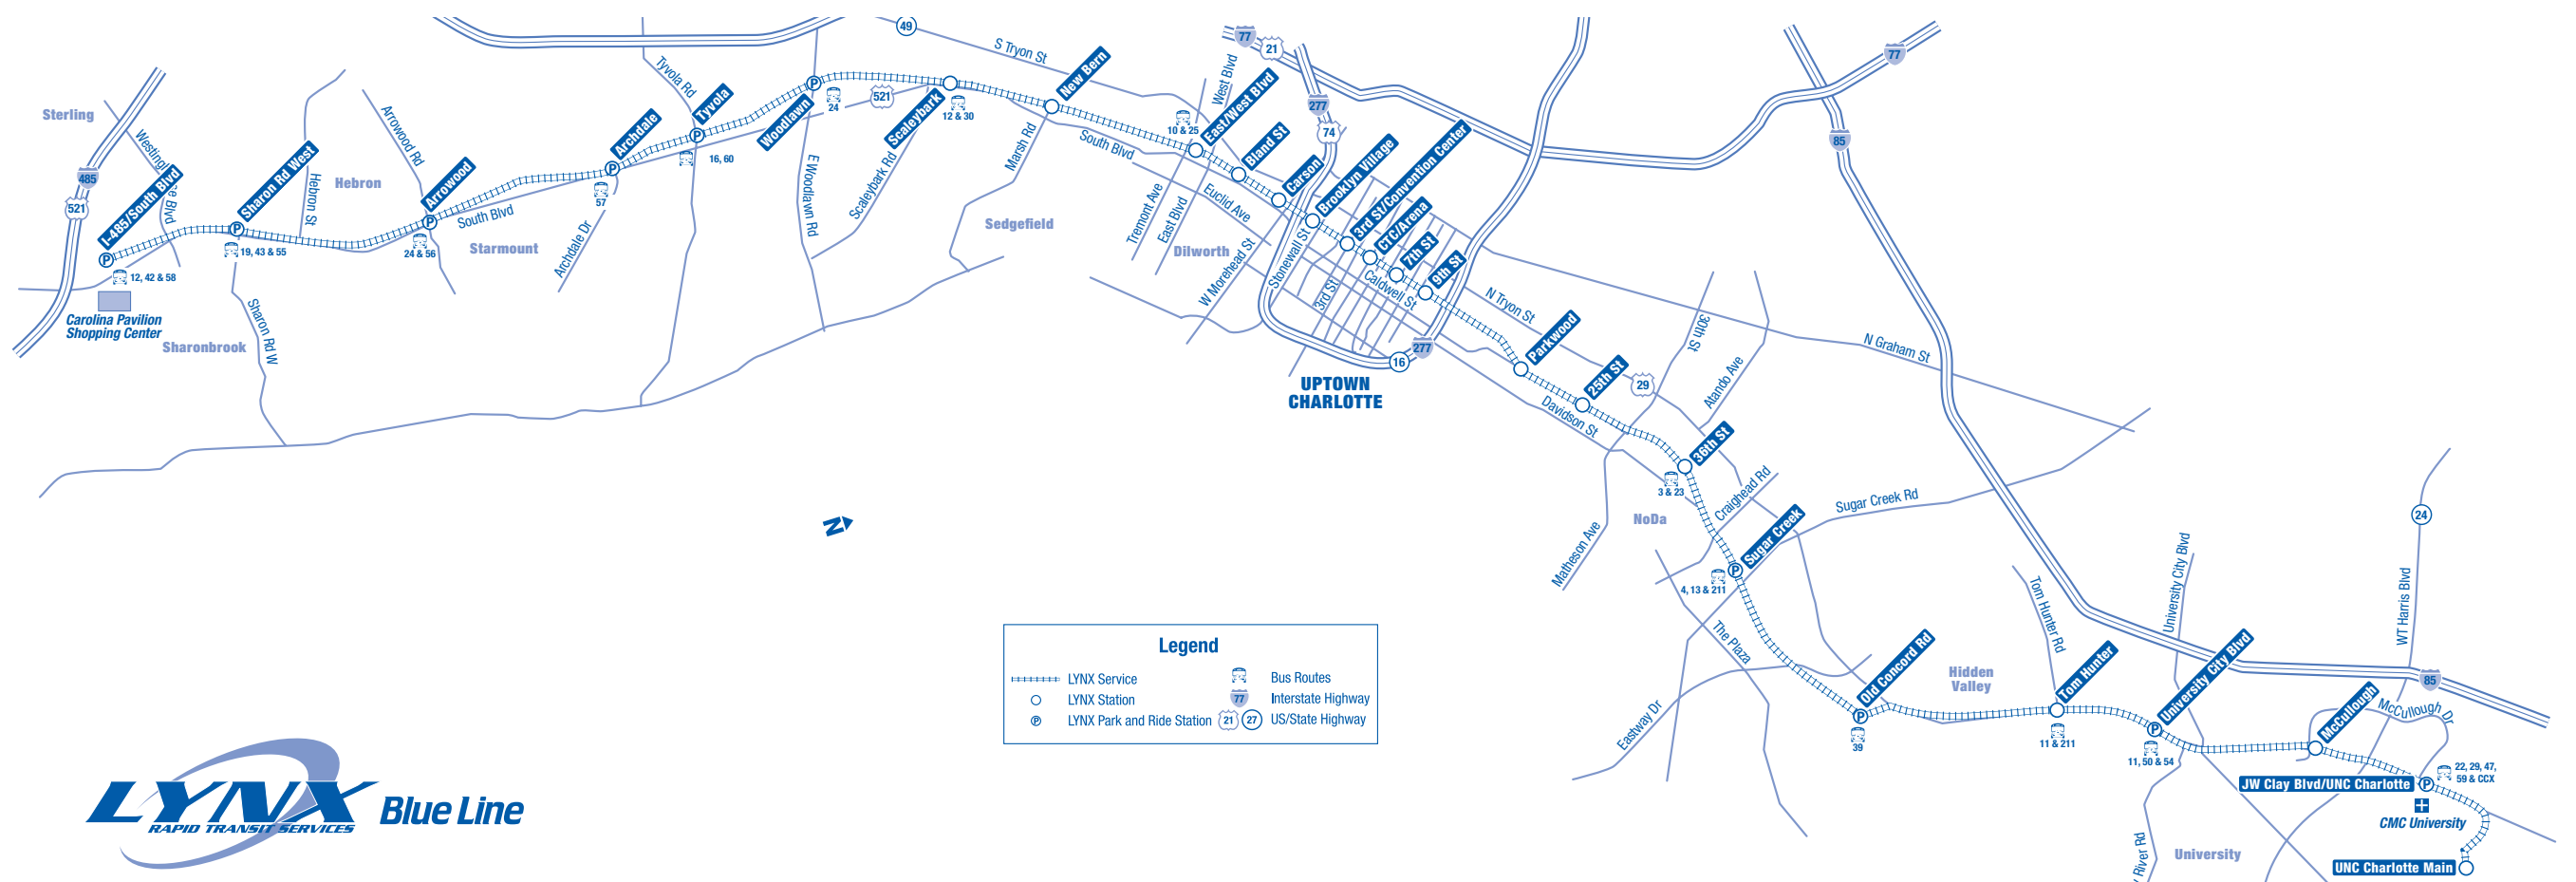 Sterling
485
521
Westing
se Blvd
I-485/South Blvd
12, 42 & 58
Carolina Pavilion
Shopping Center
Sharonbrook
Sharon Rd West
19, 43 & 55
Sharon Rd W
Hebron St
Hebron
Arrowood Rd
Arrowood
24 & 56
South Blvd
Starmount
Archdale
57
Archdale Dr
Tyvola Rd
Tyvola
16, 60
Woodlawn
24
E Woodlawn Rd
521
49
S Tryon St
Scaleybark
12 & 30
Scaleybark Rd
New Bern
Marsh Rd
South Blvd
Sedgefield
10 & 25
West Blvd
East/West Blvd
Tremont Ave
East Blvd
Dilworth
Euclid Ave
W Morehead St
77
21
277
74
Bland St
Carson
Brooklyn Village
3rd St/Convention Center
CTC/Arena
7th St
9th St
Stonewall St
3rd St
Caldwell St
16
277
UPTOWN
CHARLOTTE
77
85
N Tryon St
Parkwood
25th St
29
30th St
Atando Ave
N Graham St
Davidson St
36th St
3 & 23
NoDa
Matheson Ave
Craighead Rd
Sugar Creek Rd
Sugar Creek
4, 13 & 211
The Plaza
Eastway Dr
Old Concord Rd
39
Hidden
Valley
Tom Hunter Rd
Tom Hunter
11 & 211
University City Blvd
University City Blvd
11, 50 & 54
24
WT Harris Blvd
85
McCullough
McCullough Dr
JW Clay Blvd/UNC Charlotte
22, 29, 47,
59 & CCX
CMC University
UNC Charlotte Main
River Rd
University
N
Legend
LYNX Service
LYNX Station
P LYNX Park and Ride Station
Bus Routes
77 Interstate Highway
21 27 US/State Highway
LYNX Blue Line
RAPID TRANSIT SERVICES